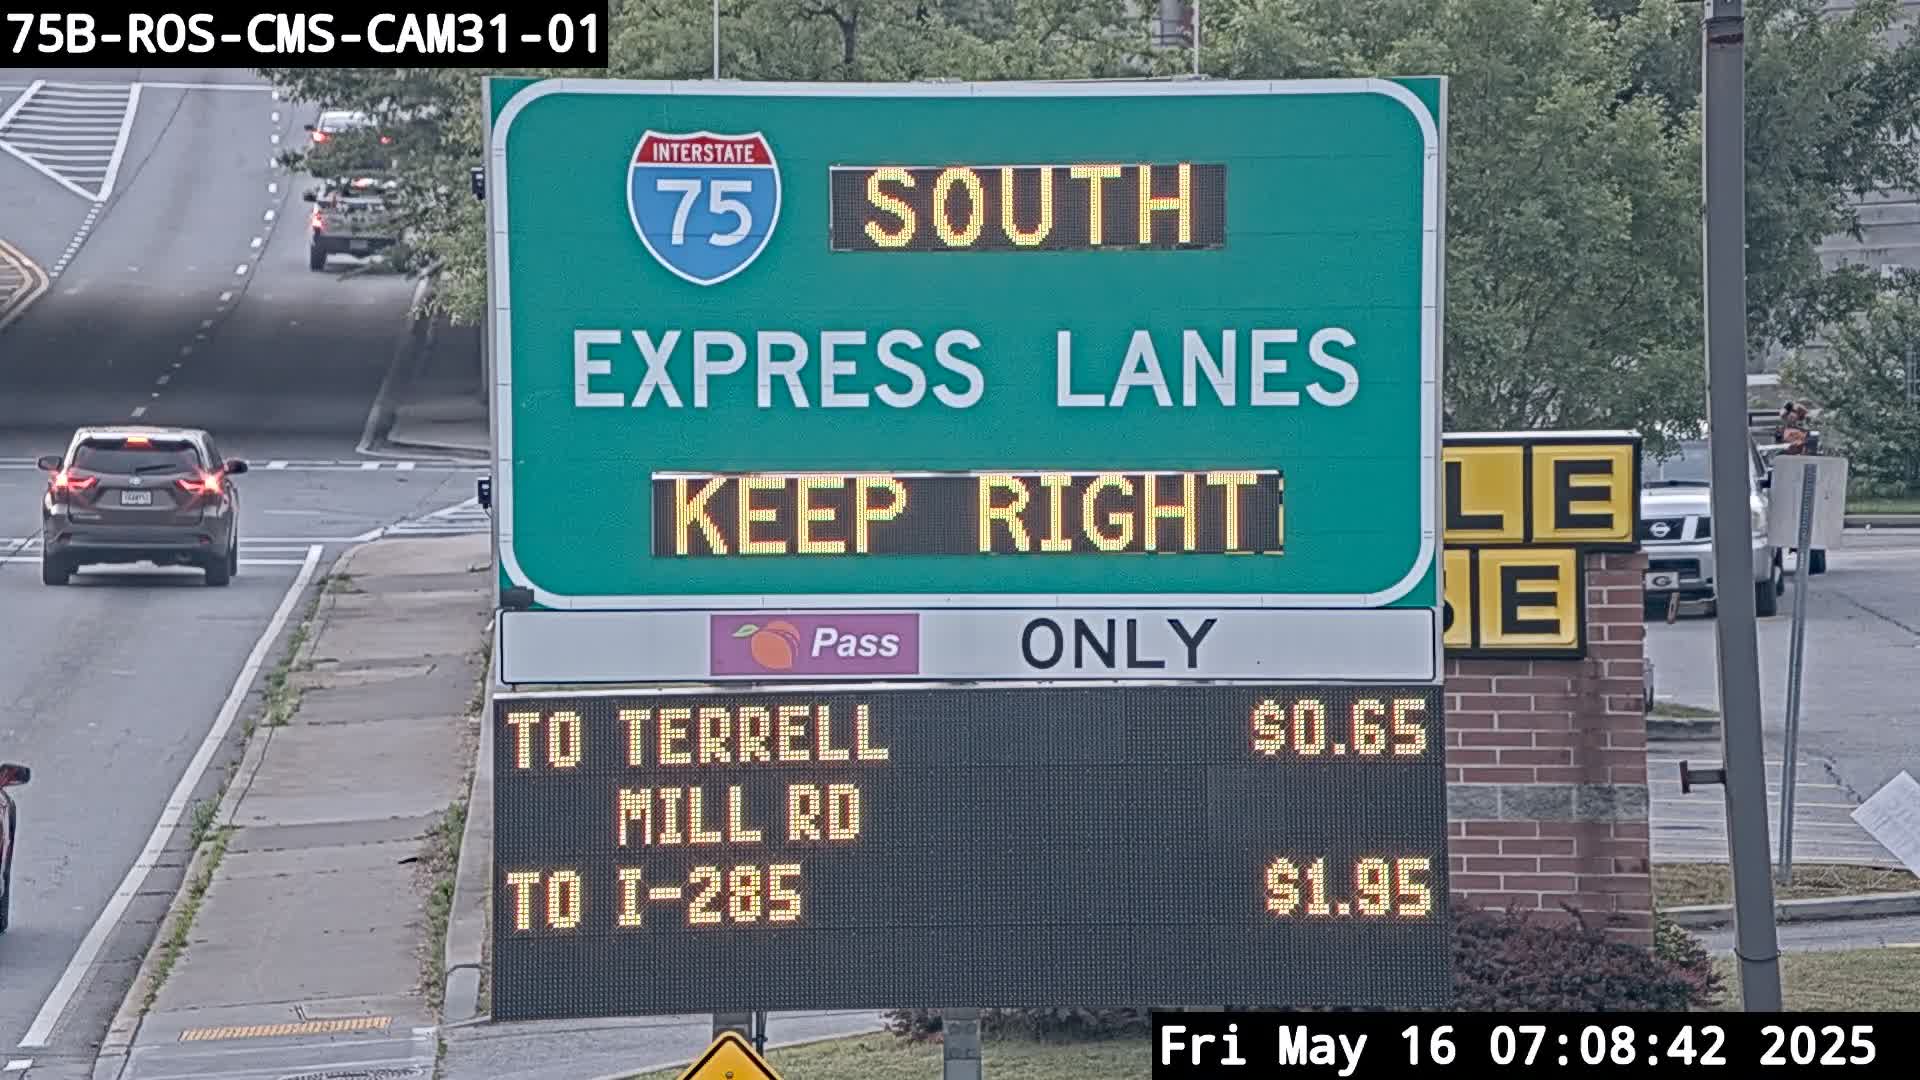 75B-ROS-CMS-CAM31-01
INTERSTATE
75
SOUTH
EXPRESS LANES
KEEP RIGHT
Pass ONLY
TO TERRELL $0.65
MILL RD
TO I-285 $1.95
LE
E
Fri May 16 07:08:42 2025